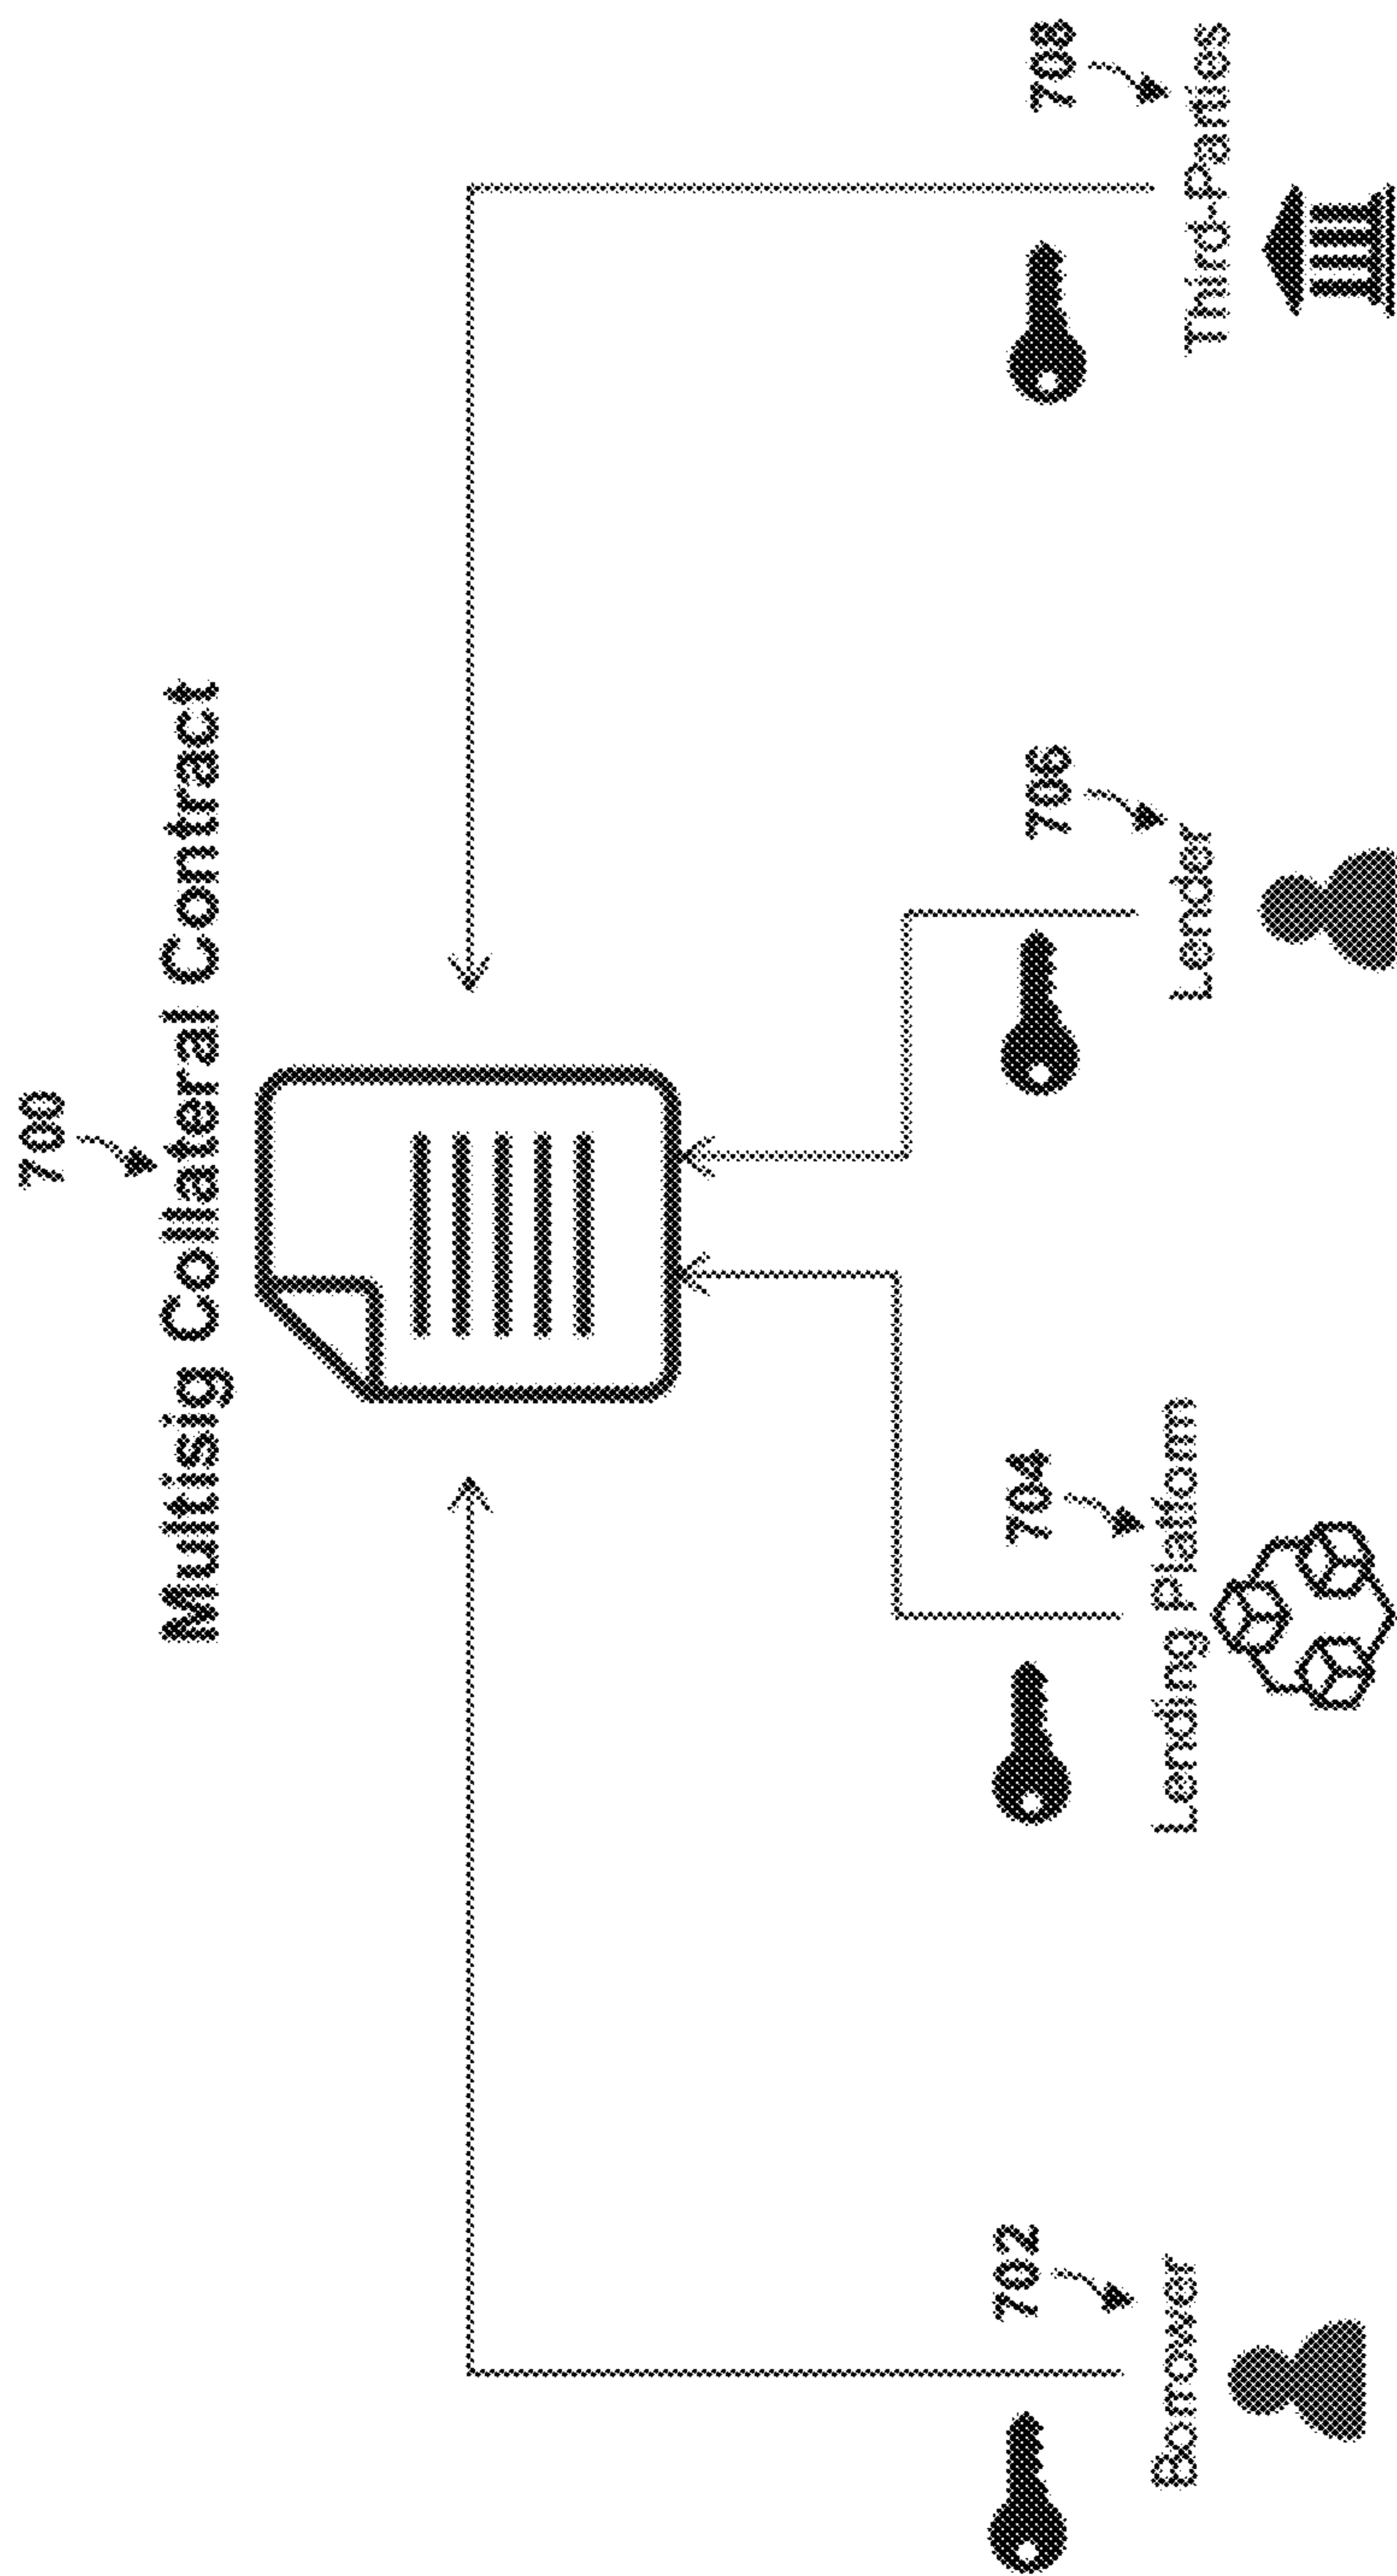 700
Multisig Collateral Contract
702
Borrower
704
Lending Platform
706
Lender
708
Third-Parties